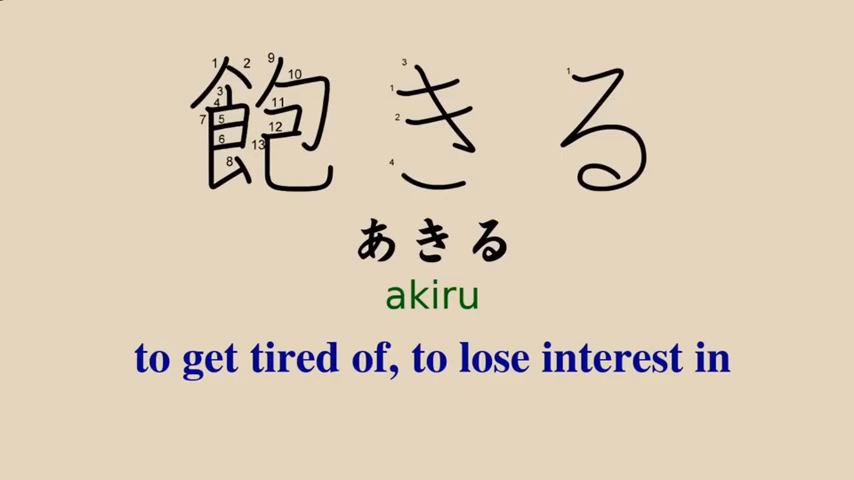 飽きる
あきる
akiru
to get tired of, to lose interest in